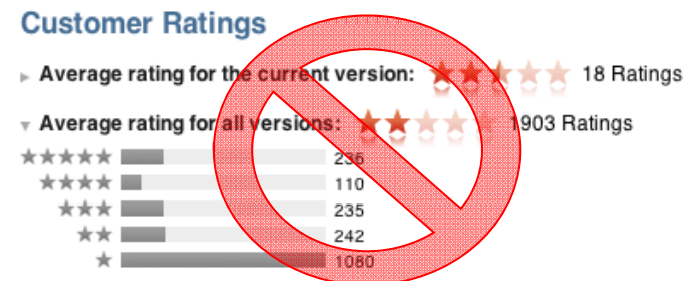 Customer Ratings
Average rating for the current version: 18 Ratings
Average rating for all versions: 1903 Ratings
236
110
235
242
1080